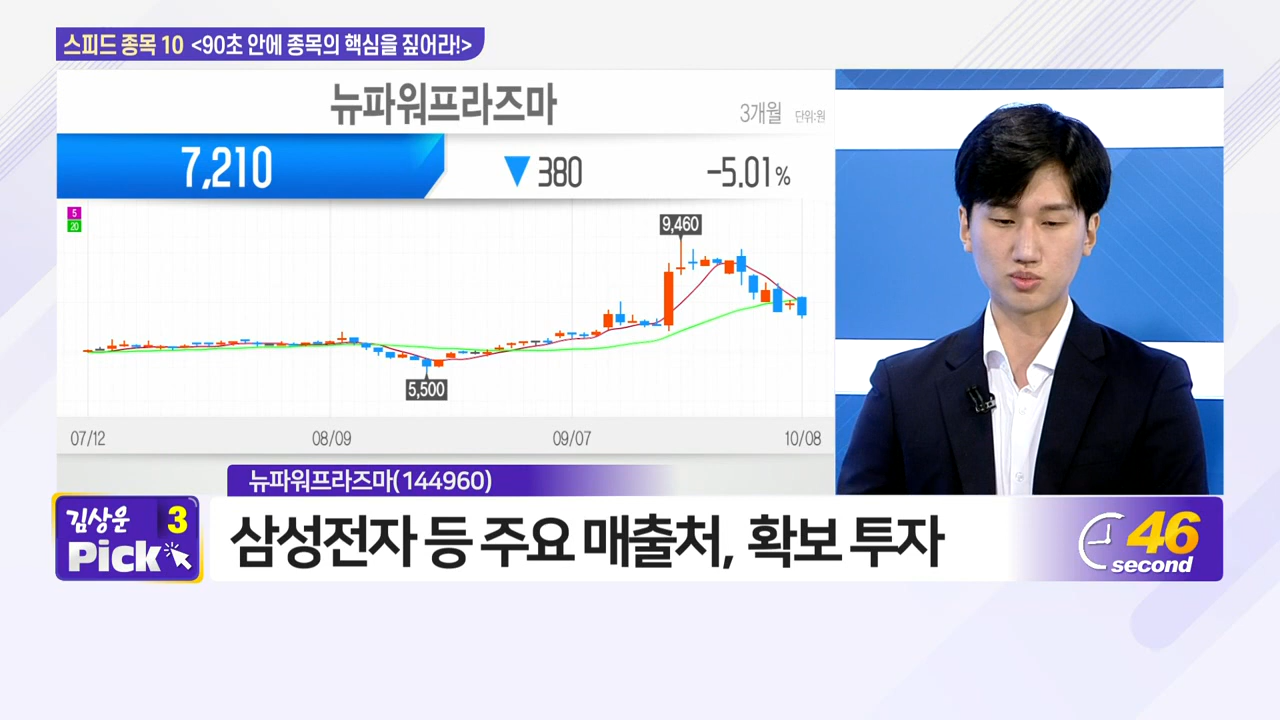 스피드 종목 10 <90초 안에 종목의 핵심을 짚어라!>
뉴파워프라즈마
3개월 단위:원
7,210 ▼ 380 -5.01%
5
20
9,460
5,500
07/12 08/09 09/07 10/08
뉴파워프라즈마(144960)
김상운 3
Pick
삼성전자 등 주요 매출처, 확보 투자
46
second